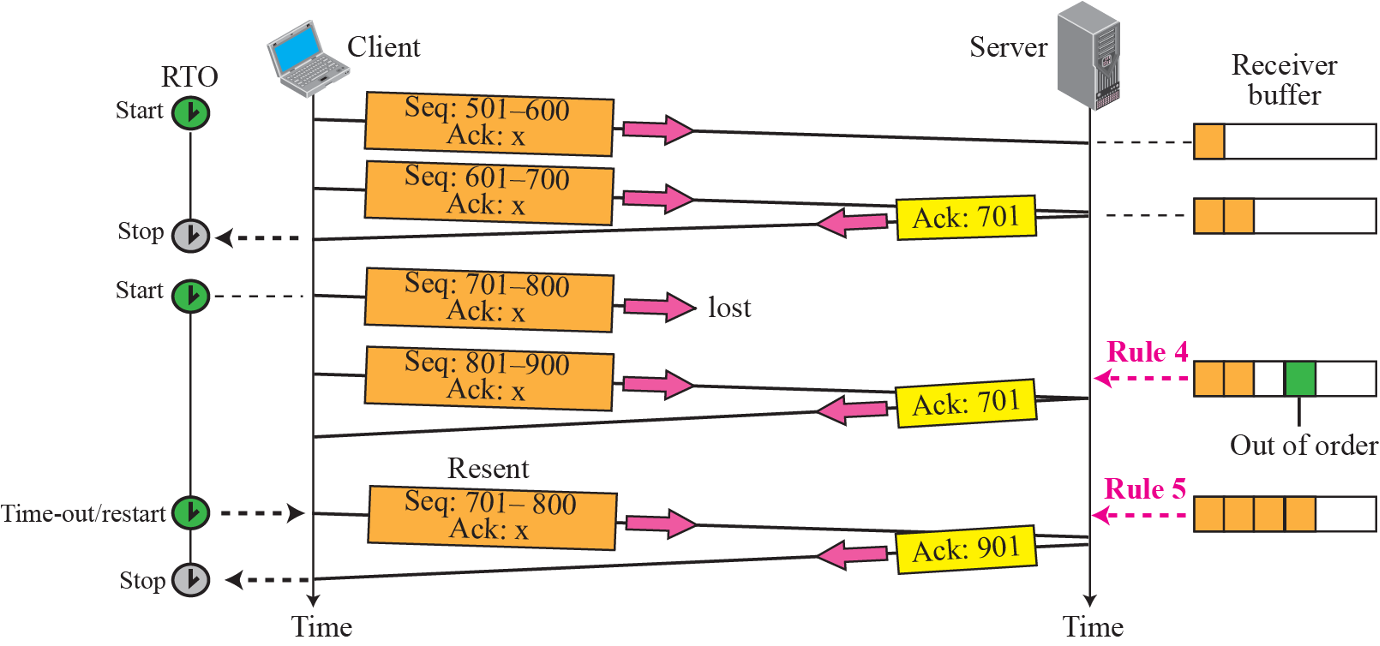 Client
Server
Receiver
buffer
RTO
Start
Seq: 501–600
Ack: x
Seq: 601–700
Ack: x
Ack: 701
Stop
Start
Seq: 701–800
Ack: x
lost
Seq: 801–900
Ack: x
Rule 4
Ack: 701
Out of order
Resent
Seq: 701– 800
Ack: x
Rule 5
Time-out/restart
Ack: 901
Stop
Time
Time